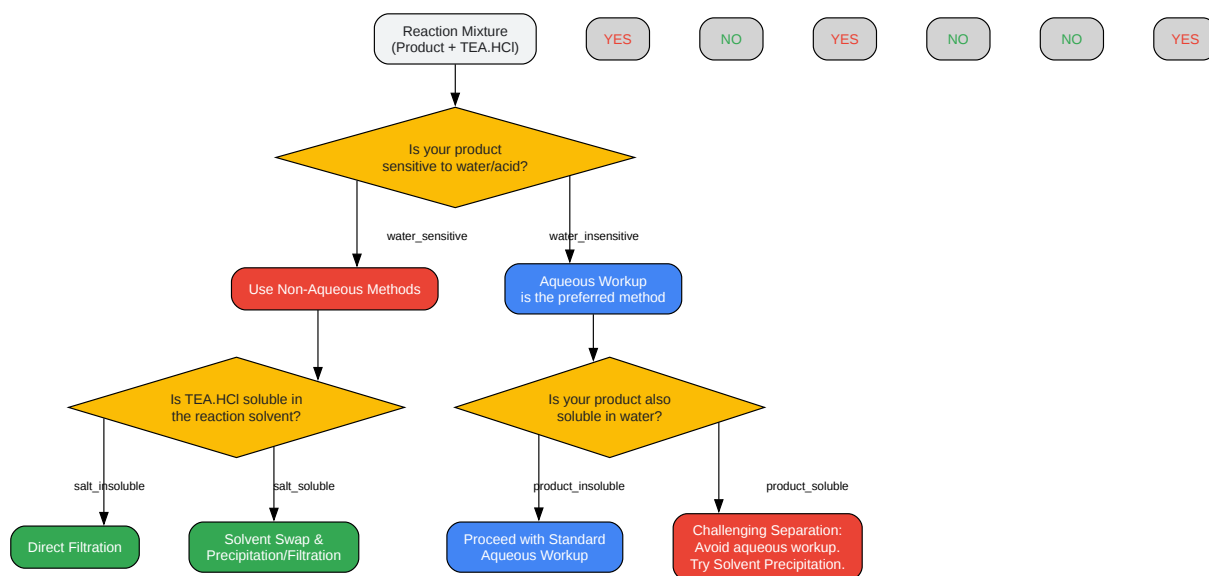 Reaction Mixture
(Product + TEA.HCl)
YES
NO
YES
NO
NO
YES
Is your product
sensitive to water/acid?
water_sensitive
water_insensitive
Use Non-Aqueous Methods
Aqueous Workup
is the preferred method
Is TEA.HCl soluble in
the reaction solvent?
Is your product also
soluble in water?
salt_insoluble
salt_soluble
product_insoluble
product_soluble
Direct Filtration
Solvent Swap &
Precipitation/Filtration
Proceed with Standard
Aqueous Workup
Challenging Separation:
Avoid aqueous workup.
Try Solvent Precipitation.